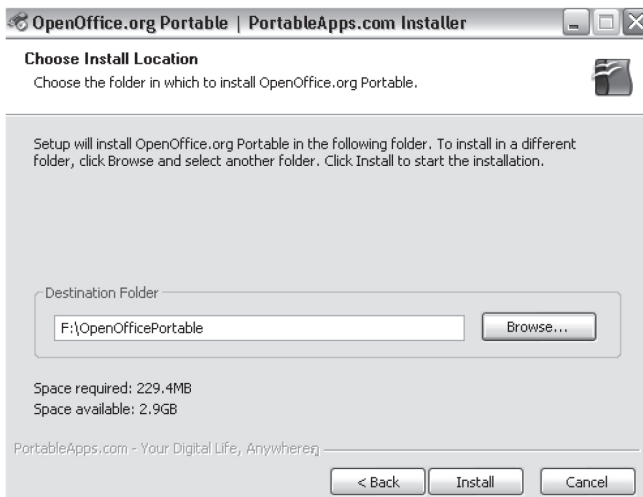 OpenOffice.org Portable | PortableApps.com Installer
Choose Install Location
Choose the folder in which to install OpenOffice.org Portable.
Setup will install OpenOffice.org Portable in the following folder. To install in a different
folder, click Browse and select another folder. Click Install to start the installation.
Destination Folder
F:\OpenOfficePortable
Browse...
Space required: 229.4MB
Space available: 2.9GB
PortableApps.com - Your Digital Life, Anywhere
< Back
Install
Cancel